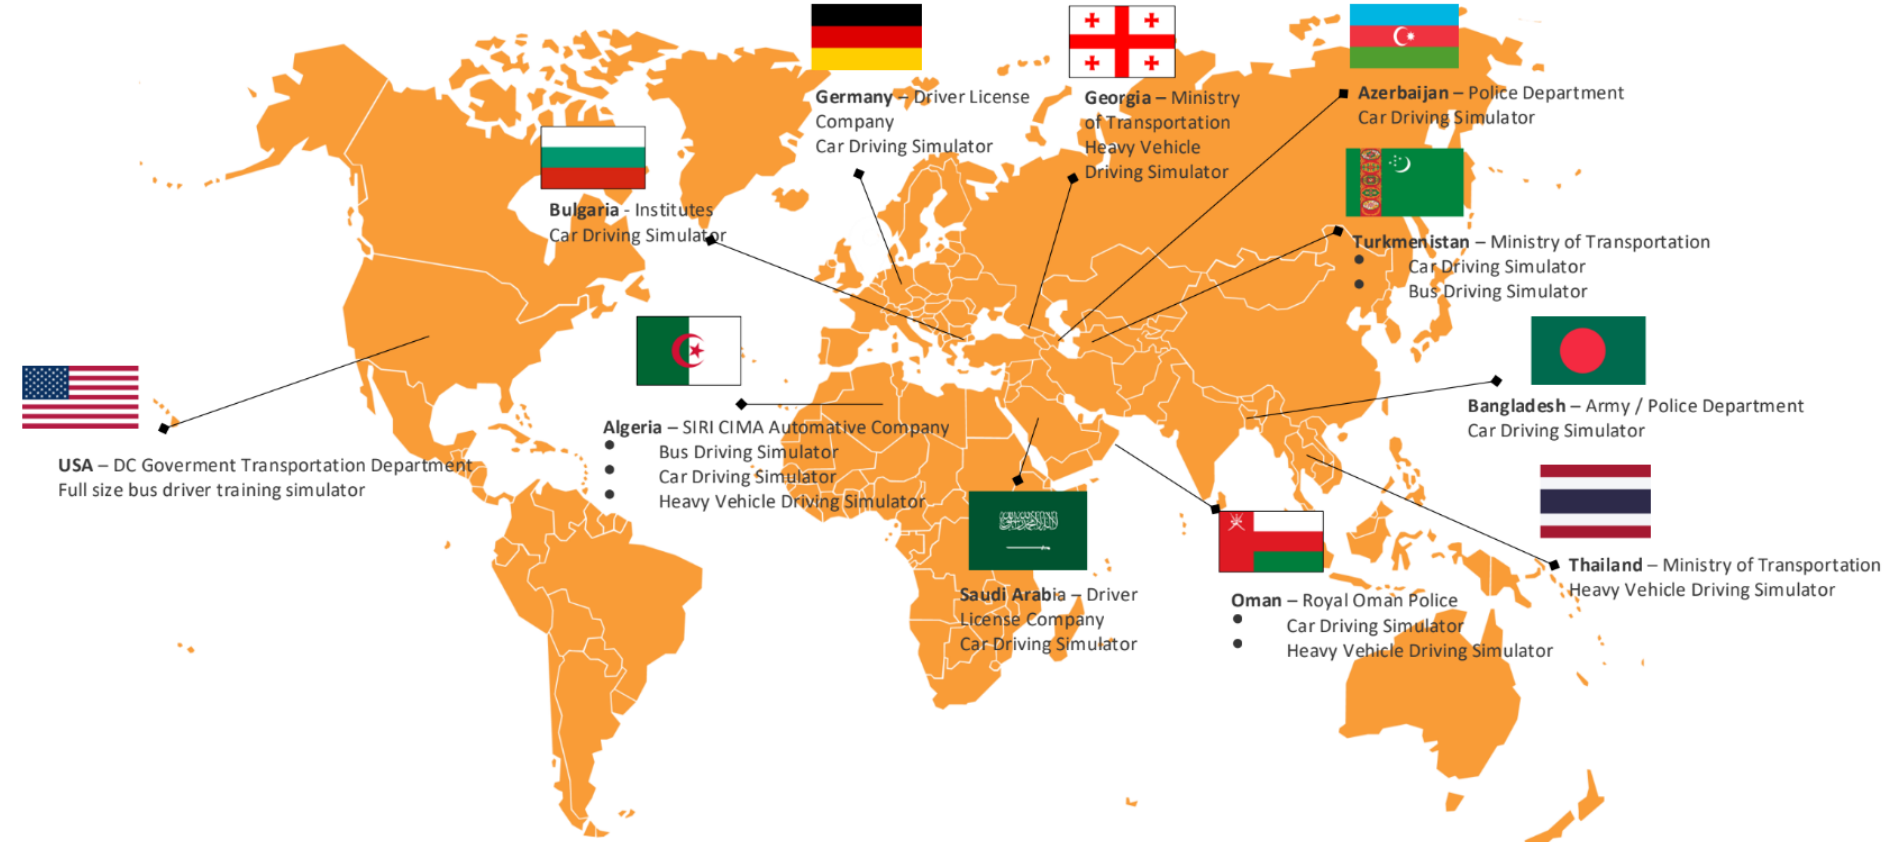 Germany – Driver License
Company
Car Driving Simulator
Georgia – Ministry
of Transportation
Heavy Vehicle
Driving Simulator
Azerbaijan – Police Department
Car Driving Simulator
Bulgaria - Institutes
Car Driving Simulator
Turkmenistan – Ministry of Transportation
• Car Driving Simulator
• Bus Driving Simulator
Algeria – SIRI CIMA Automative Company
• Bus Driving Simulator
• Car Driving Simulator
• Heavy Vehicle Driving Simulator
Bangladesh – Army / Police Department
Car Driving Simulator
USA – DC Goverment Transportation Department
Full size bus driver training simulator
Saudi Arabia – Driver
License Company
Car Driving Simulator
Oman – Royal Oman Police
• Car Driving Simulator
• Heavy Vehicle Driving Simulator
Thailand – Ministry of Transportation
Heavy Vehicle Driving Simulator